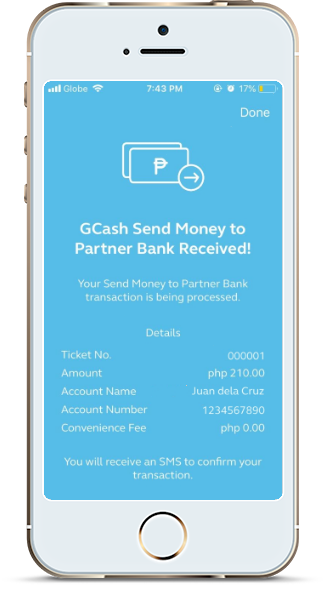 Globe 7:43 PM 17%
Done
₱
GCash Send Money to
Partner Bank Received!
Your Send Money to Partner Bank
transaction is being processed.
Details
Ticket No. 000001
Amount php 210.00
Account Name Juan dela Cruz
Account Number 1234567890
Convenience Fee php 0.00
You will receive an SMS to confirm your
transaction.